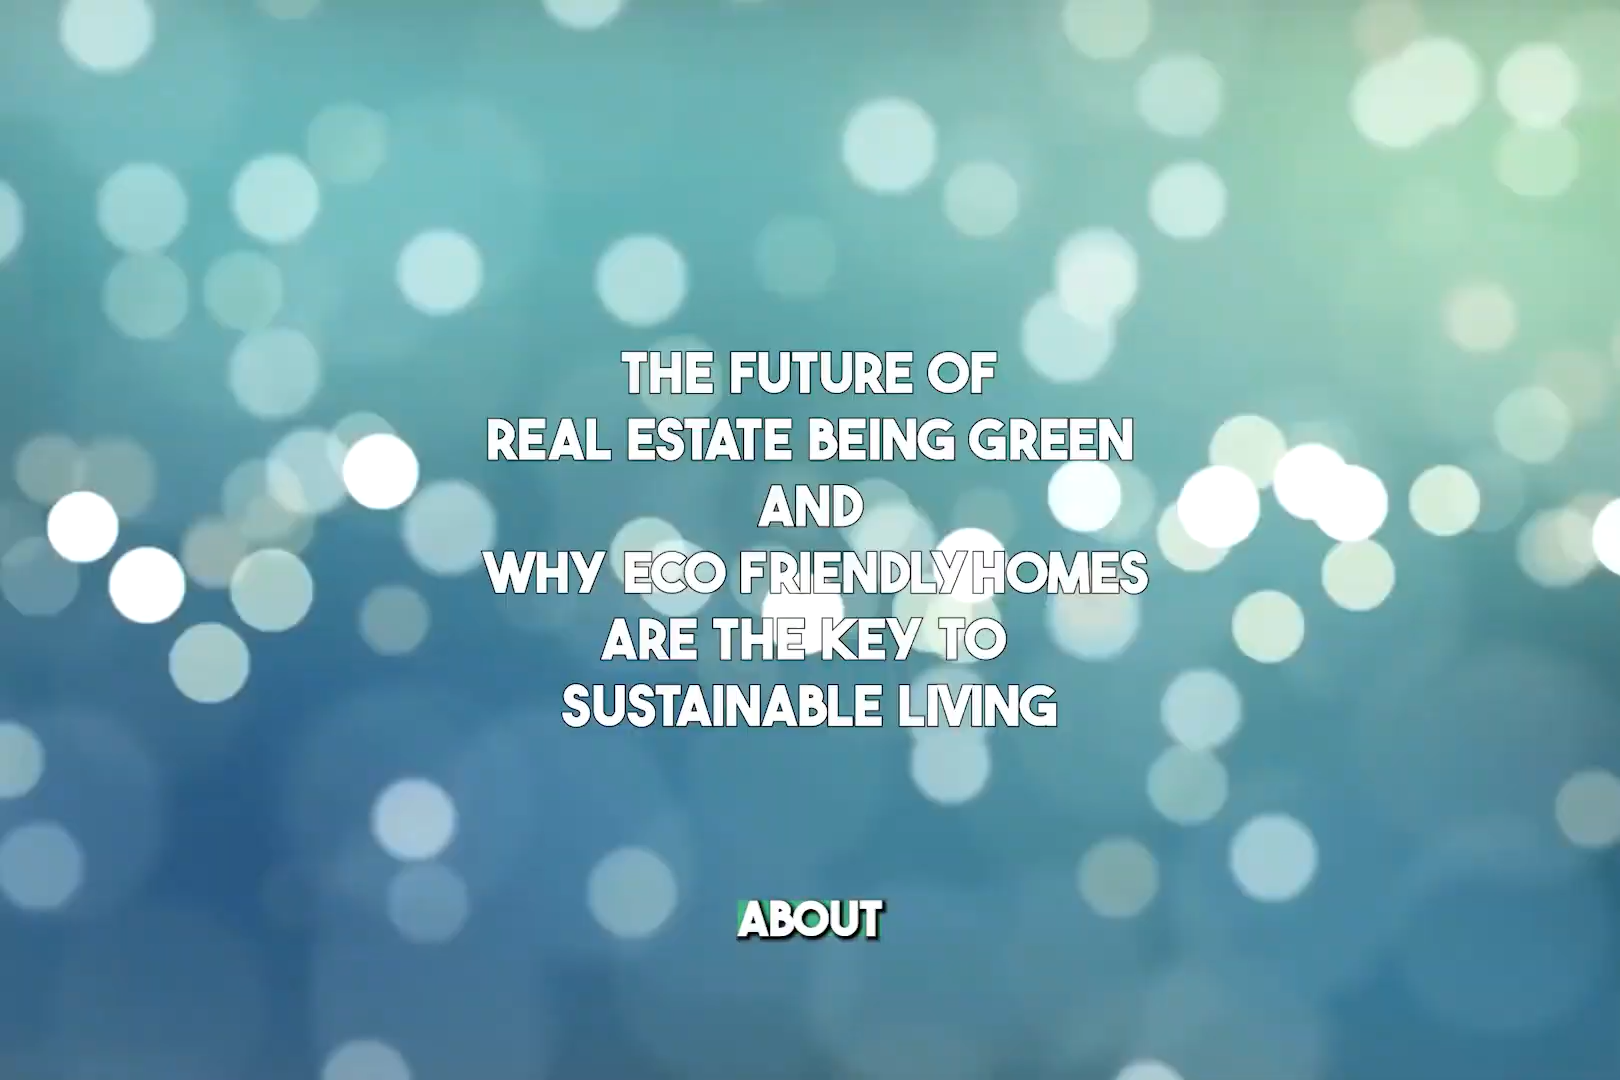 THE FUTURE OF
REAL ESTATE BEING GREEN
AND
WHY ECO FRIENDLYHOMES
ARE THE KEY TO
SUSTAINABLE LIVING
ABOUT